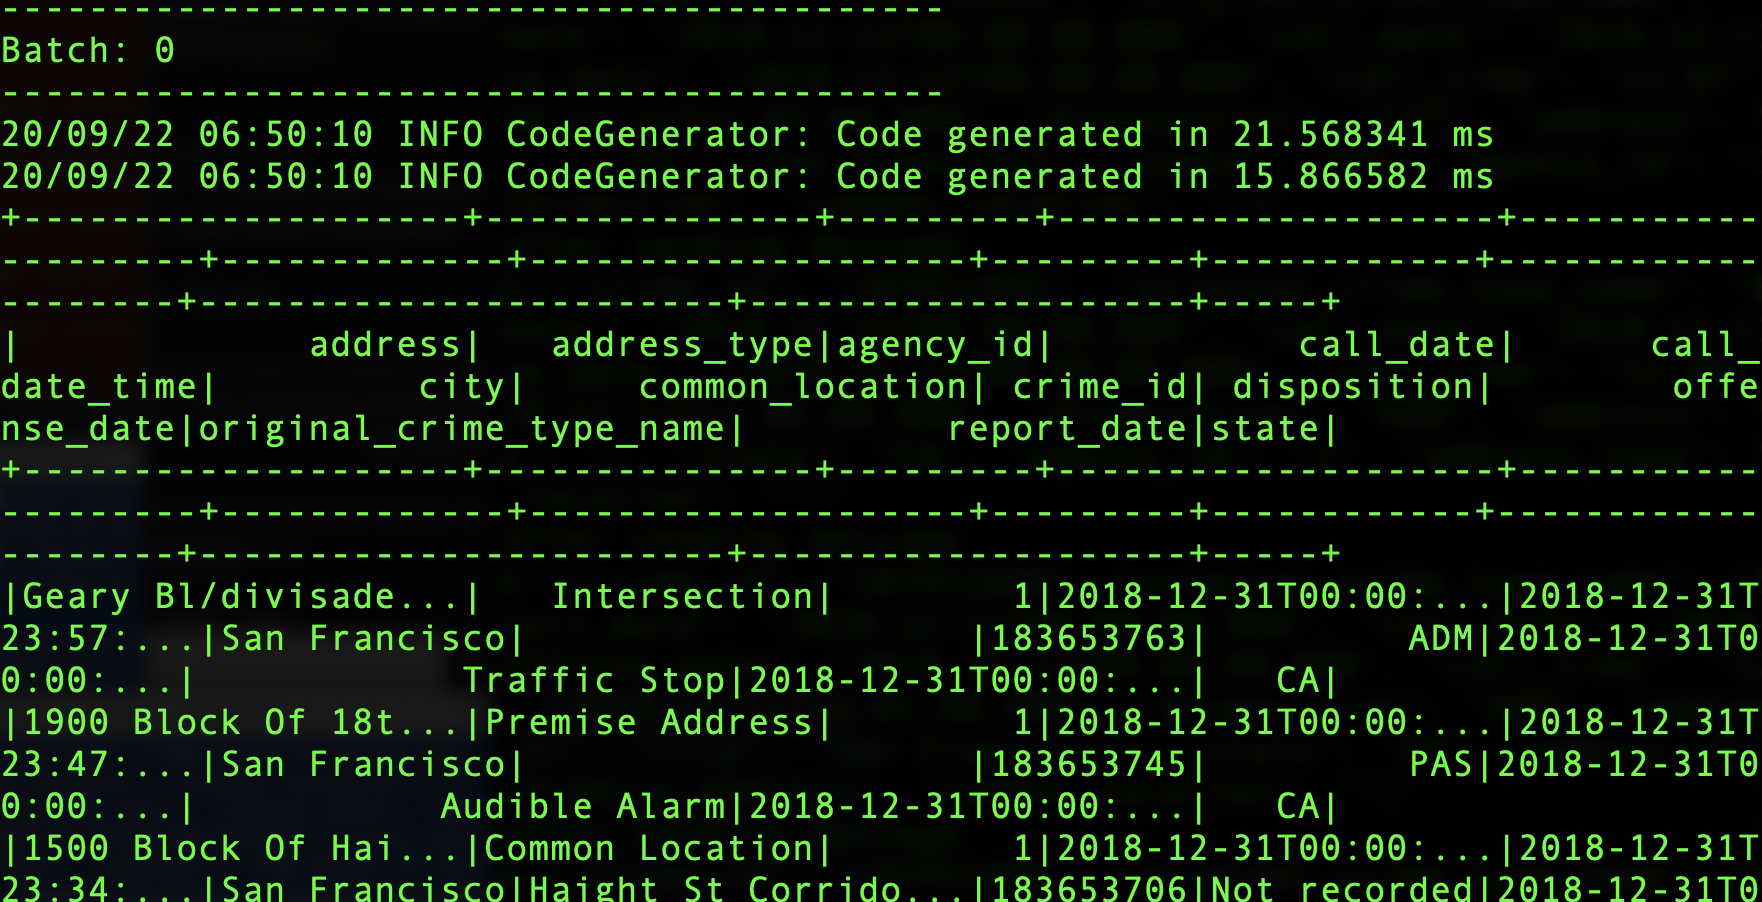 -------------------------------------------
Batch: 0
-------------------------------------------
20/09/22 06:50:10 INFO CodeGenerator: Code generated in 21.568341 ms
20/09/22 06:50:10 INFO CodeGenerator: Code generated in 15.866582 ms
+--------------------+---------------+---------+--------------------+-----------
---------+-------------+--------------------+---------+------------+------------
--------+------------------------+--------------------+-----+
|             address|   address_type|agency_id|           call_date|      call_
date_time|         city|     common_location| crime_id| disposition|        offe
nse_date|original_crime_type_name|         report_date|state|
+--------------------+---------------+---------+--------------------+-----------
---------+-------------+--------------------+---------+------------+------------
--------+------------------------+--------------------+-----+
|Geary Bl/divisade...|   Intersection|        1|2018-12-31T00:00:...|2018-12-31T
23:57:...|San Francisco|                    |183653763|         ADM|2018-12-31T0
0:00:...|            Traffic Stop|2018-12-31T00:00:...|   CA|
|1900 Block Of 18t...|Premise Address|        1|2018-12-31T00:00:...|2018-12-31T
23:47:...|San Francisco|                    |183653745|         PAS|2018-12-31T0
0:00:...|           Audible Alarm|2018-12-31T00:00:...|   CA|
|1500 Block Of Hai...|Common Location|        1|2018-12-31T00:00:...|2018-12-31T
23:34:...|San Francisco|Haight St Corrido...|183653706|Not recorded|2018-12-31T0